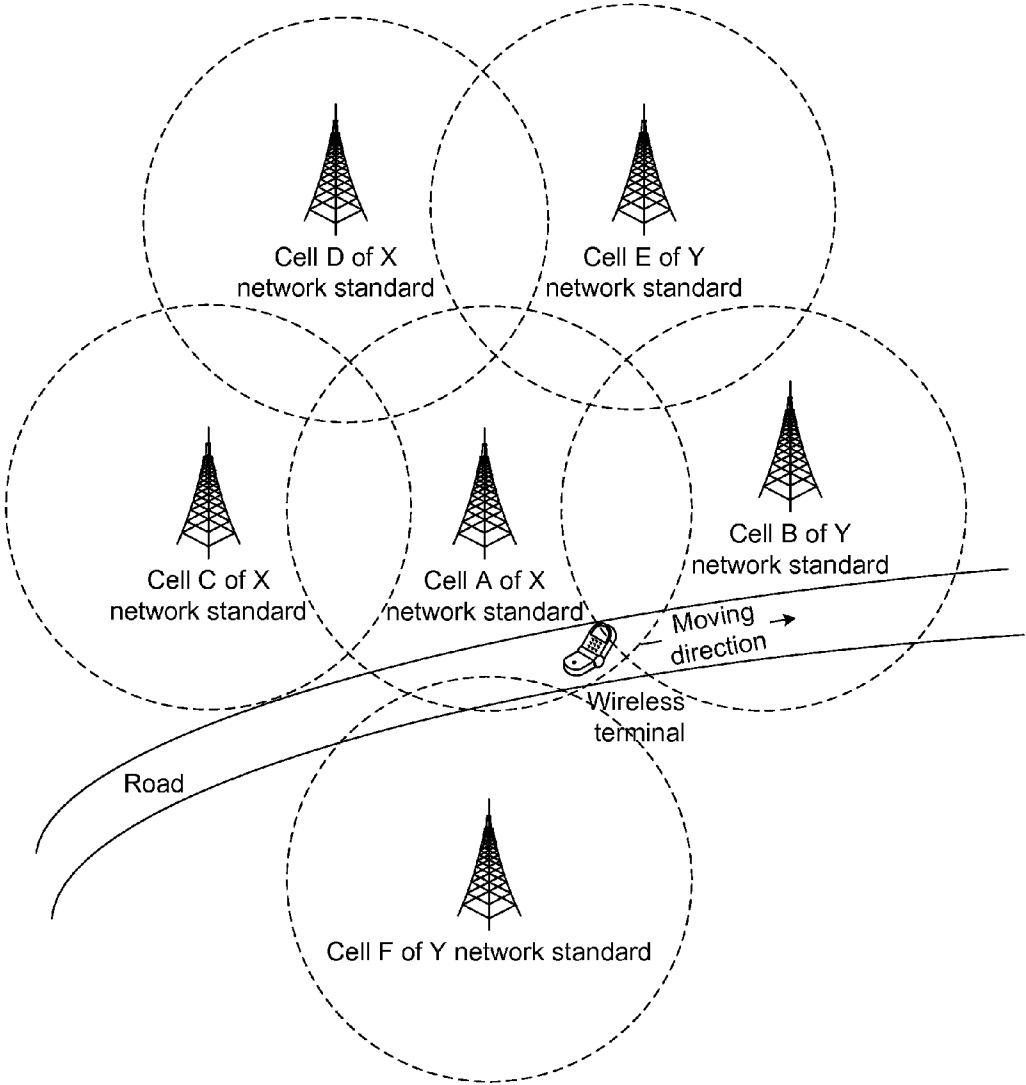 Cell D of X
network standard
Cell E of Y
network standard
Cell B of Y
network standard
Cell C of X
network standard
Cell A of X
network standard
Moving
direction
Wireless
terminal
Road
Cell F of Y network standard